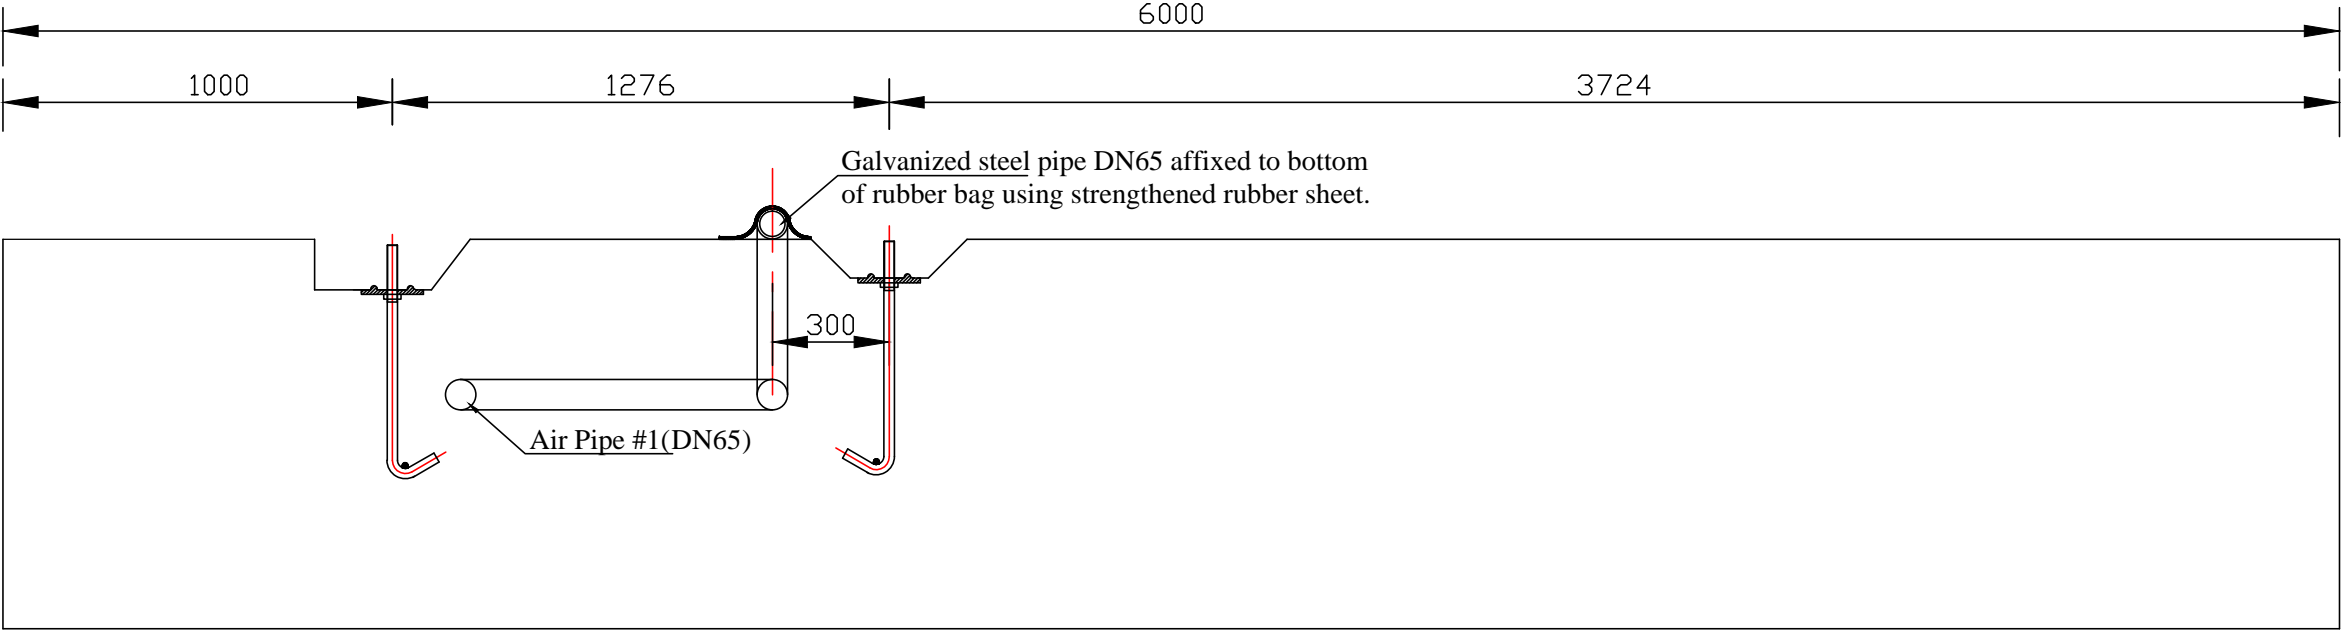 6000
1000
1276
3724
Galvanized steel pipe DN65 affixed to bottom
of rubber bag using strengthened rubber sheet.
300
Air Pipe #1(DN65)